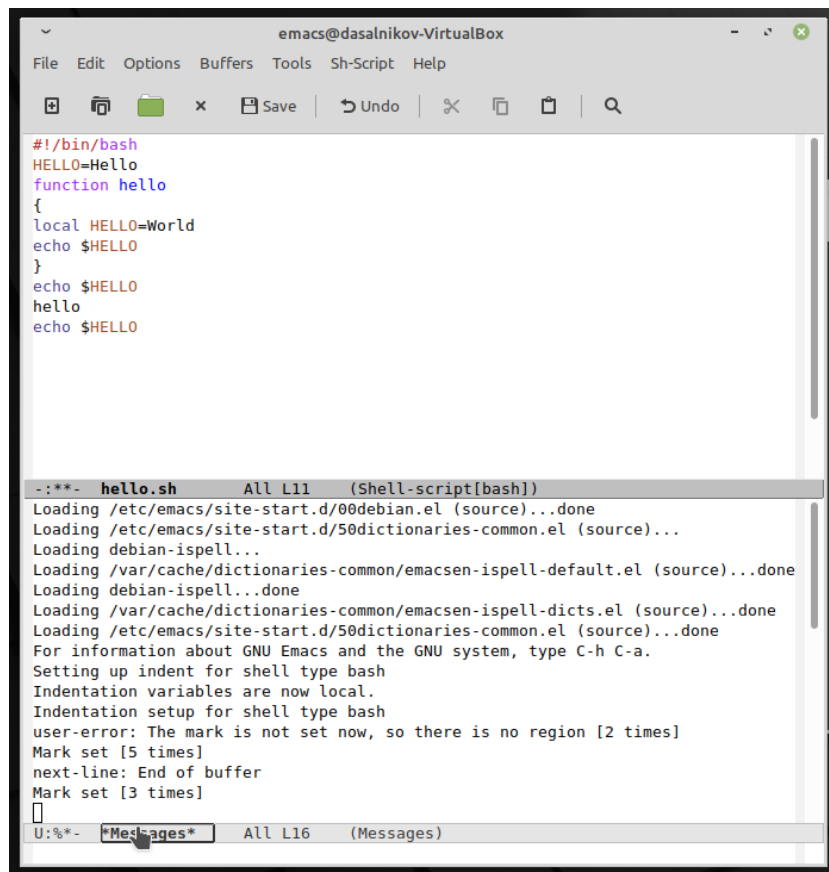 emacs@dasalnikov-VirtualBox
File Edit Options Buffers Tools Sh-Script Help
Save Undo
#!/bin/bash
HELLO=Hello
function hello
{
local HELLO=World
echo $HELLO
}
echo $HELLO
hello
echo $HELLO
-:**- hello.sh All L11 (Shell-script[bash])
Loading /etc/emacs/site-start.d/00debian.el (source)...done
Loading /etc/emacs/site-start.d/50dictionaries-common.el (source)...
Loading debian-ispell...
Loading /var/cache/dictionaries-common/emacsen-ispell-default.el (source)...done
Loading debian-ispell...done
Loading /var/cache/dictionaries-common/emacsen-ispell-dicts.el (source)...done
Loading /etc/emacs/site-start.d/50dictionaries-common.el (source)...done
For information about GNU Emacs and the GNU system, type C-h C-a.
Setting up indent for shell type bash
Indentation variables are now local.
Indentation setup for shell type bash
user-error: The mark is not set now, so there is no region [2 times]
Mark set [5 times]
next-line: End of buffer
Mark set [3 times]
U:%*- *Messages* All L16 (Messages)